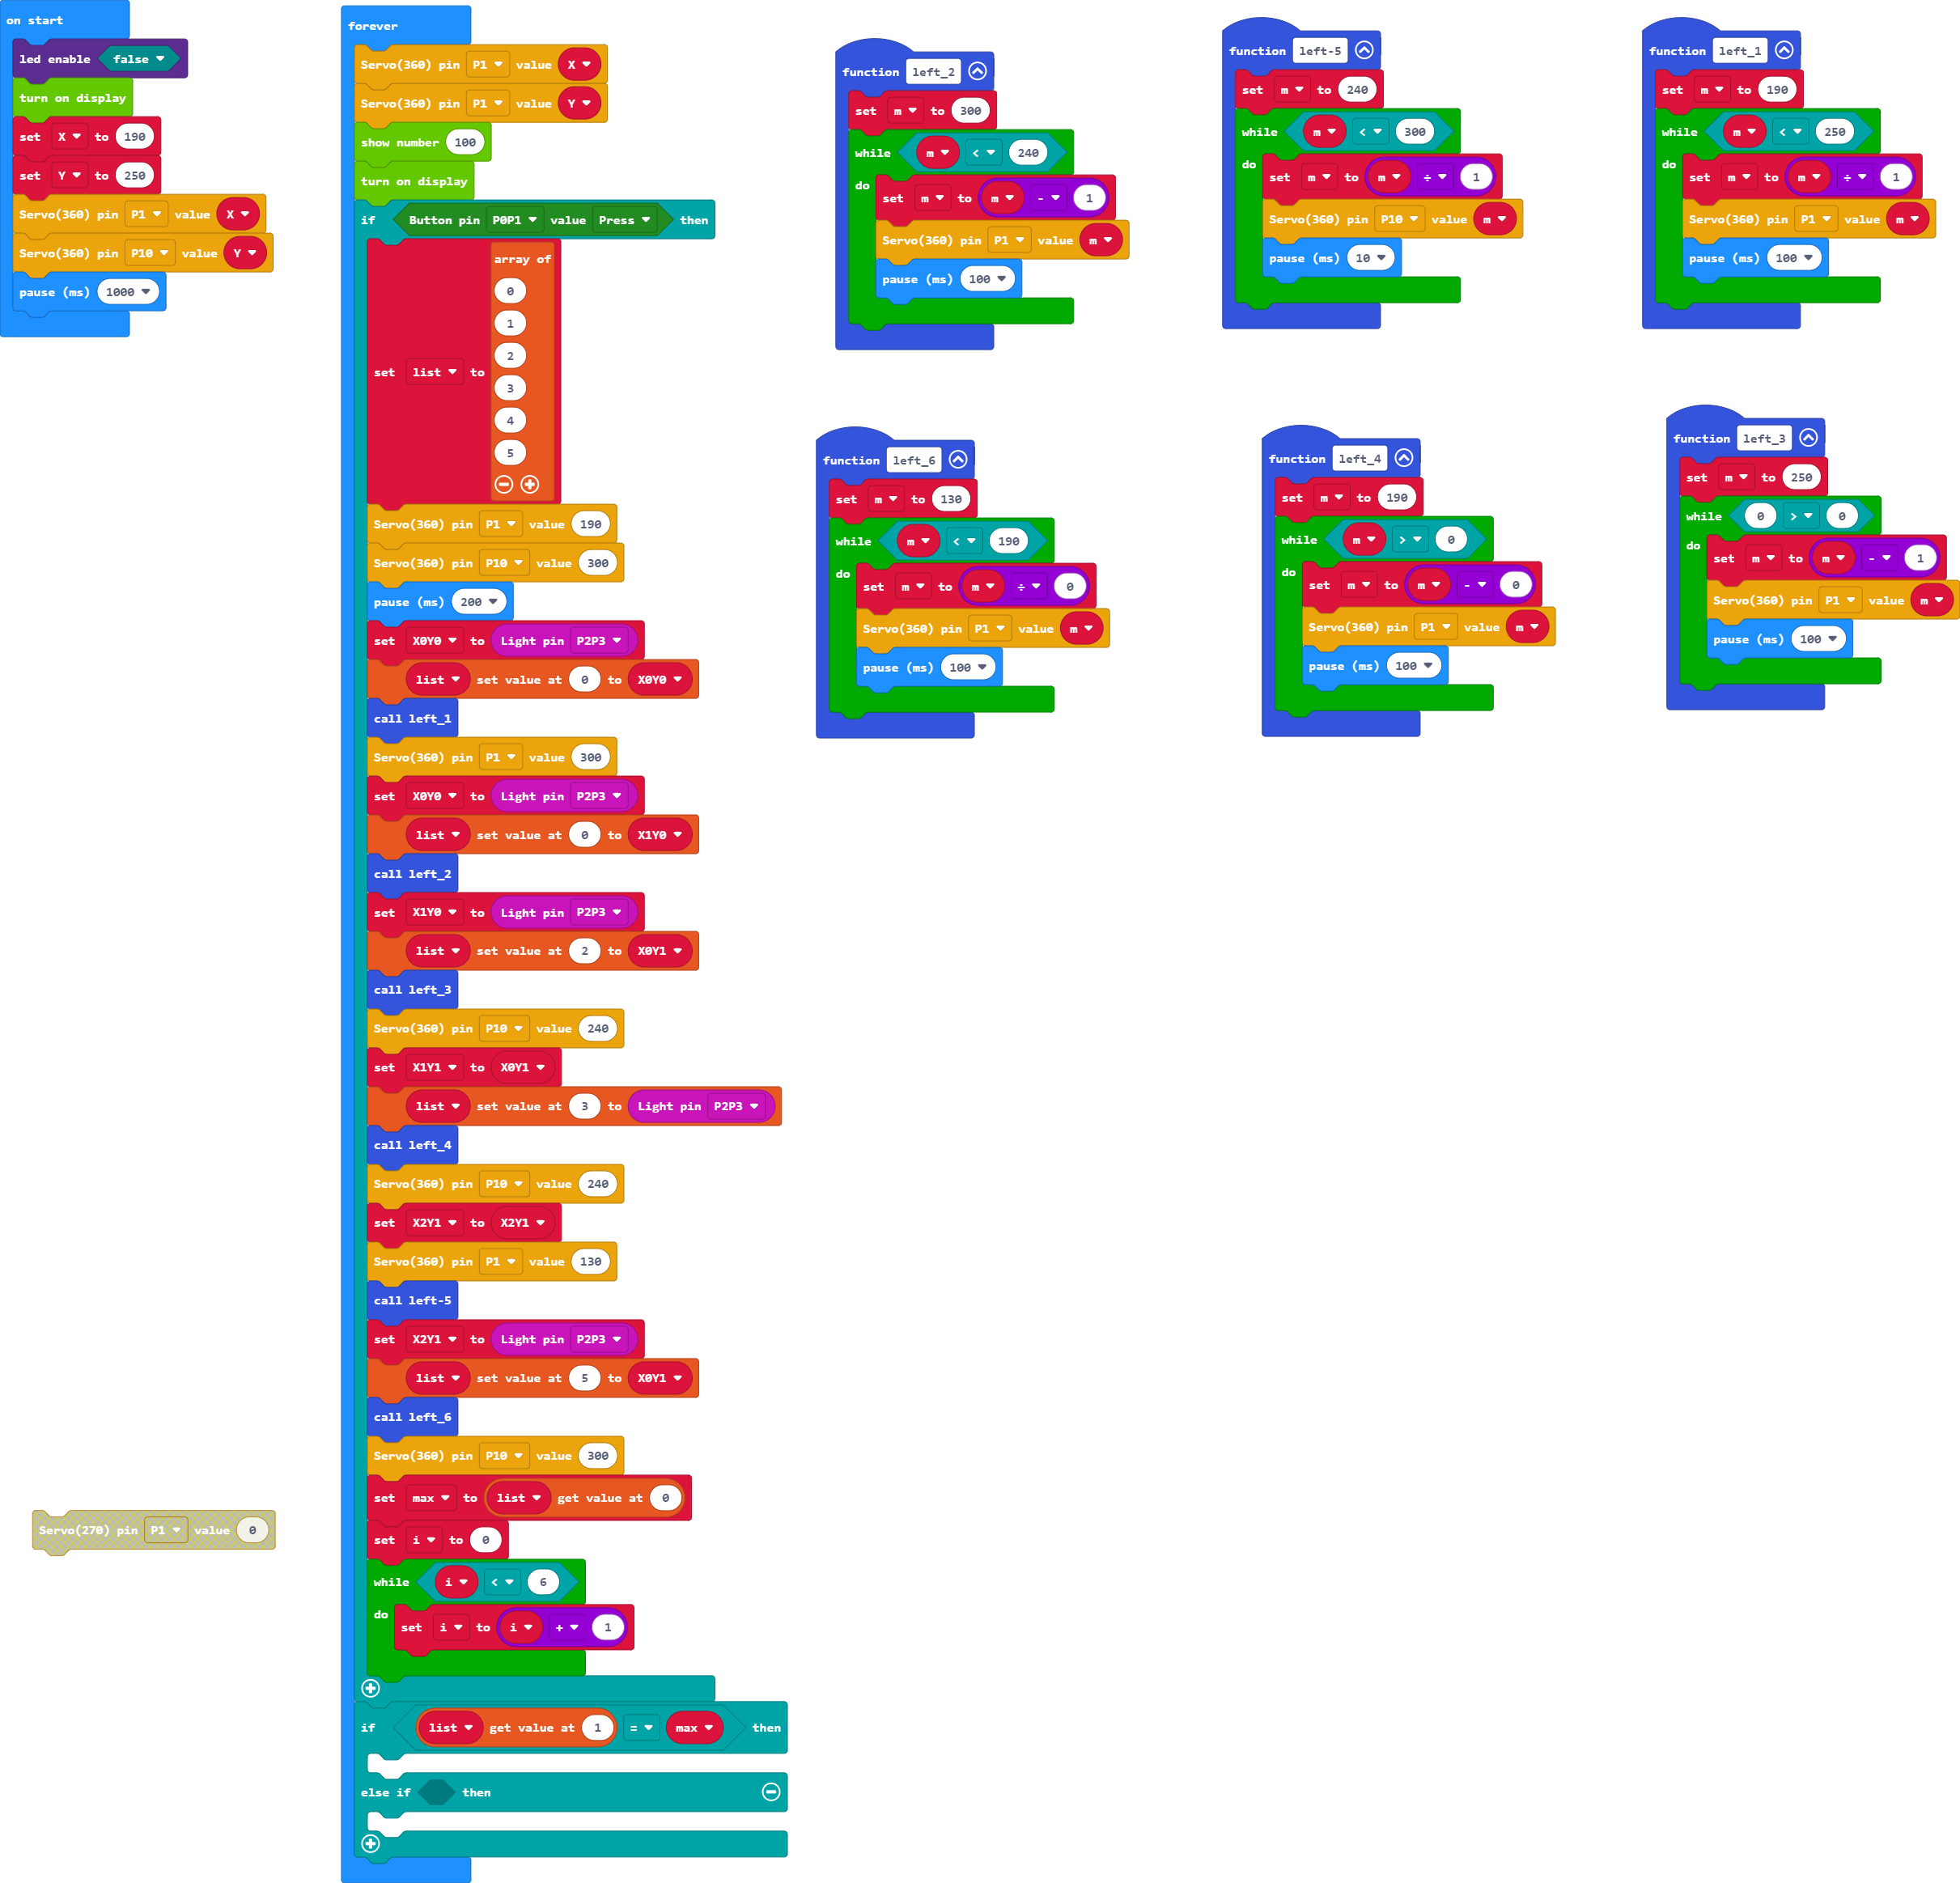 on start
led enable false
turn on display
set X to 190
set Y to 250
Servo(360) pin P1 value X
Servo(360) pin P10 value Y
pause (ms) 1000
forever
Servo(360) pin P1 value X
Servo(360) pin P1 value Y
show number 100
turn on display
if Button pin P0P1 value Press then
set list to array of
0
1
2
3
4
5
Servo(360) pin P1 value 190
Servo(360) pin P10 value 300
pause (ms) 200
set X0Y0 to Light pin P2P3
list set value at 0 to X0Y0
call left_1
Servo(360) pin P1 value 300
set X0Y0 to Light pin P2P3
list set value at 0 to X1Y0
call left_2
set X1Y0 to Light pin P2P3
list set value at 2 to X0Y1
call left_3
Servo(360) pin P10 value 240
set X1Y1 to X0Y1
list set value at 3 to Light pin P2P3
call left_4
Servo(360) pin P10 value 240
set X2Y1 to X2Y1
Servo(360) pin P1 value 130
call left-5
set X2Y1 to Light pin P2P3
list set value at 5 to X0Y1
call left_6
Servo(360) pin P10 value 300
set max to list get value at 0
set i to 0
while i < 6
do set i to i + 1
if list get value at 1 = max then
else if then
function left_2
set m to 300
while m < 240
do set m to m - 1
Servo(360) pin P1 value m
pause (ms) 100
function left-5
set m to 240
while m < 300
do set m to m ÷ 1
Servo(360) pin P10 value m
pause (ms) 10
function left_1
set m to 190
while m < 250
do set m to m ÷ 1
Servo(360) pin P1 value m
pause (ms) 100
function left_6
set m to 130
while m < 190
do set m to m ÷ 0
Servo(360) pin P1 value m
pause (ms) 100
function left_4
set m to 190
while m > 0
do set m to m - 0
Servo(360) pin P1 value m
pause (ms) 100
function left_3
set m to 250
while 0 > 0
do set m to m - 1
Servo(360) pin P1 value m
pause (ms) 100
Servo(270) pin P1 value 0